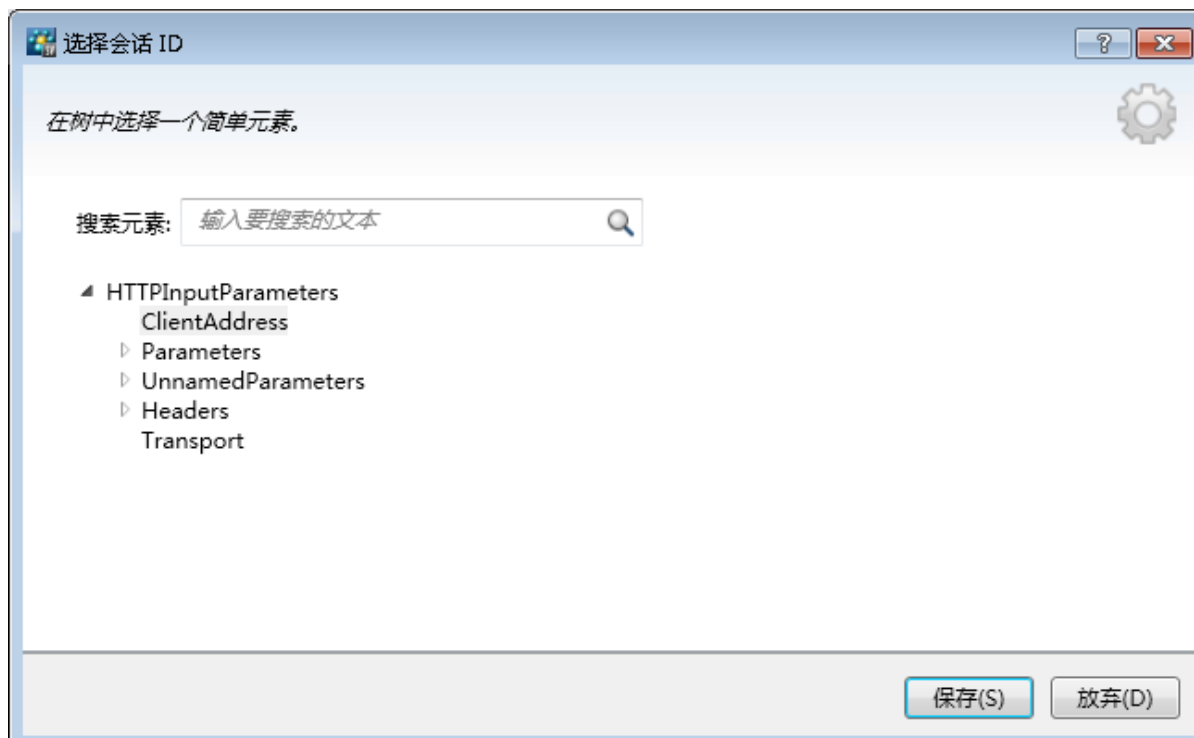 选择会话 ID
在树中选择一个简单元素。
搜索元素: 输入要搜索的文本
HTTPInputParameters
ClientAddress
Parameters
UnnamedParameters
Headers
Transport
保存(S) 放弃(D)